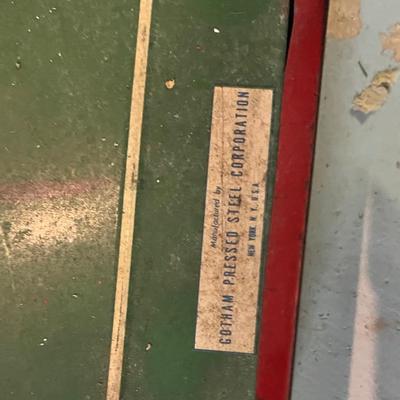 Manufactured by
GOTHAM PRESSED STEEL CORPORATION
NEW YORK, N. Y., U.S.A.